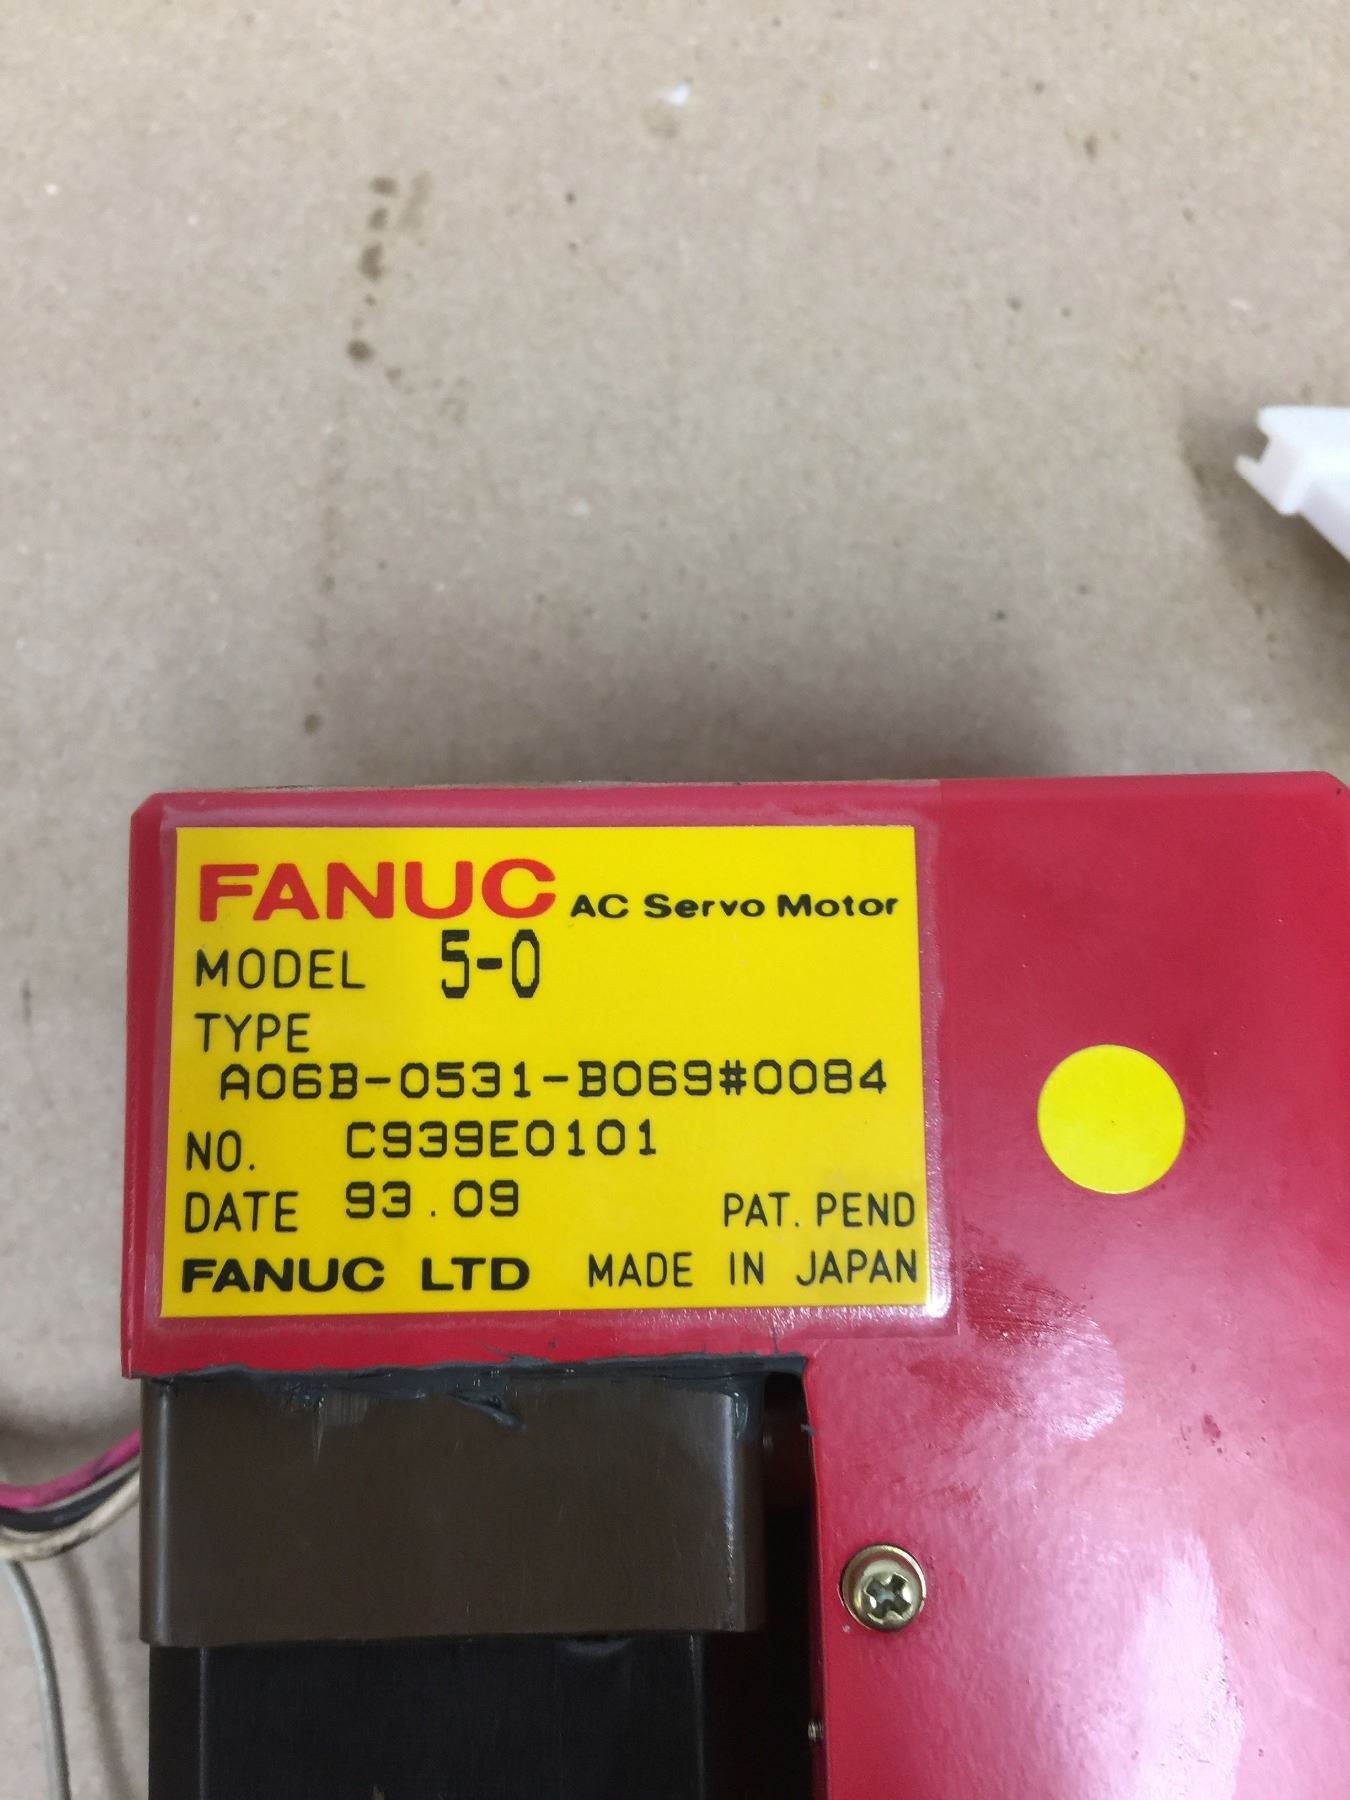 FANUC AC Servo Motor
MODEL 5-0
TYPE
A06B-0531-B069#0084
NO. C939E0101
DATE 93.09 PAT. PEND
FANUC LTD MADE IN JAPAN